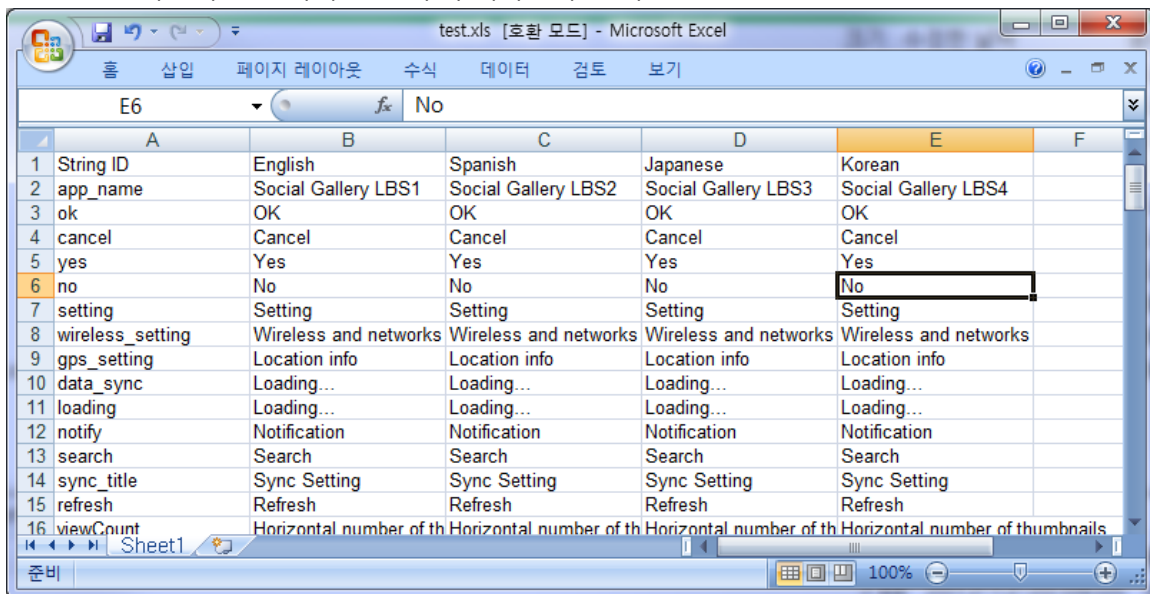 test.xls [호환 모드] - Microsoft Excel
홈 삽입 페이지 레이아웃 수식 데이터 검토 보기
E6 fx No
A B C D E F
1 String ID English Spanish Japanese Korean
2 app_name Social Gallery LBS1 Social Gallery LBS2 Social Gallery LBS3 Social Gallery LBS4
3 ok OK OK OK OK
4 cancel Cancel Cancel Cancel Cancel
5 yes Yes Yes Yes Yes
6 no No No No No
7 setting Setting Setting Setting Setting
8 wireless_setting Wireless and networks Wireless and networks Wireless and networks Wireless and networks
9 gps_setting Location info Location info Location info Location info
10 data_sync Loading... Loading... Loading... Loading...
11 loading Loading... Loading... Loading... Loading...
12 notify Notification Notification Notification Notification
13 search Search Search Search Search
14 sync_title Sync Setting Sync Setting Sync Setting Sync Setting
15 refresh Refresh Refresh Refresh Refresh
16 viewCount Horizontal number of th Horizontal number of th Horizontal number of th Horizontal number of thumbnails
Sheet1
준비 100%